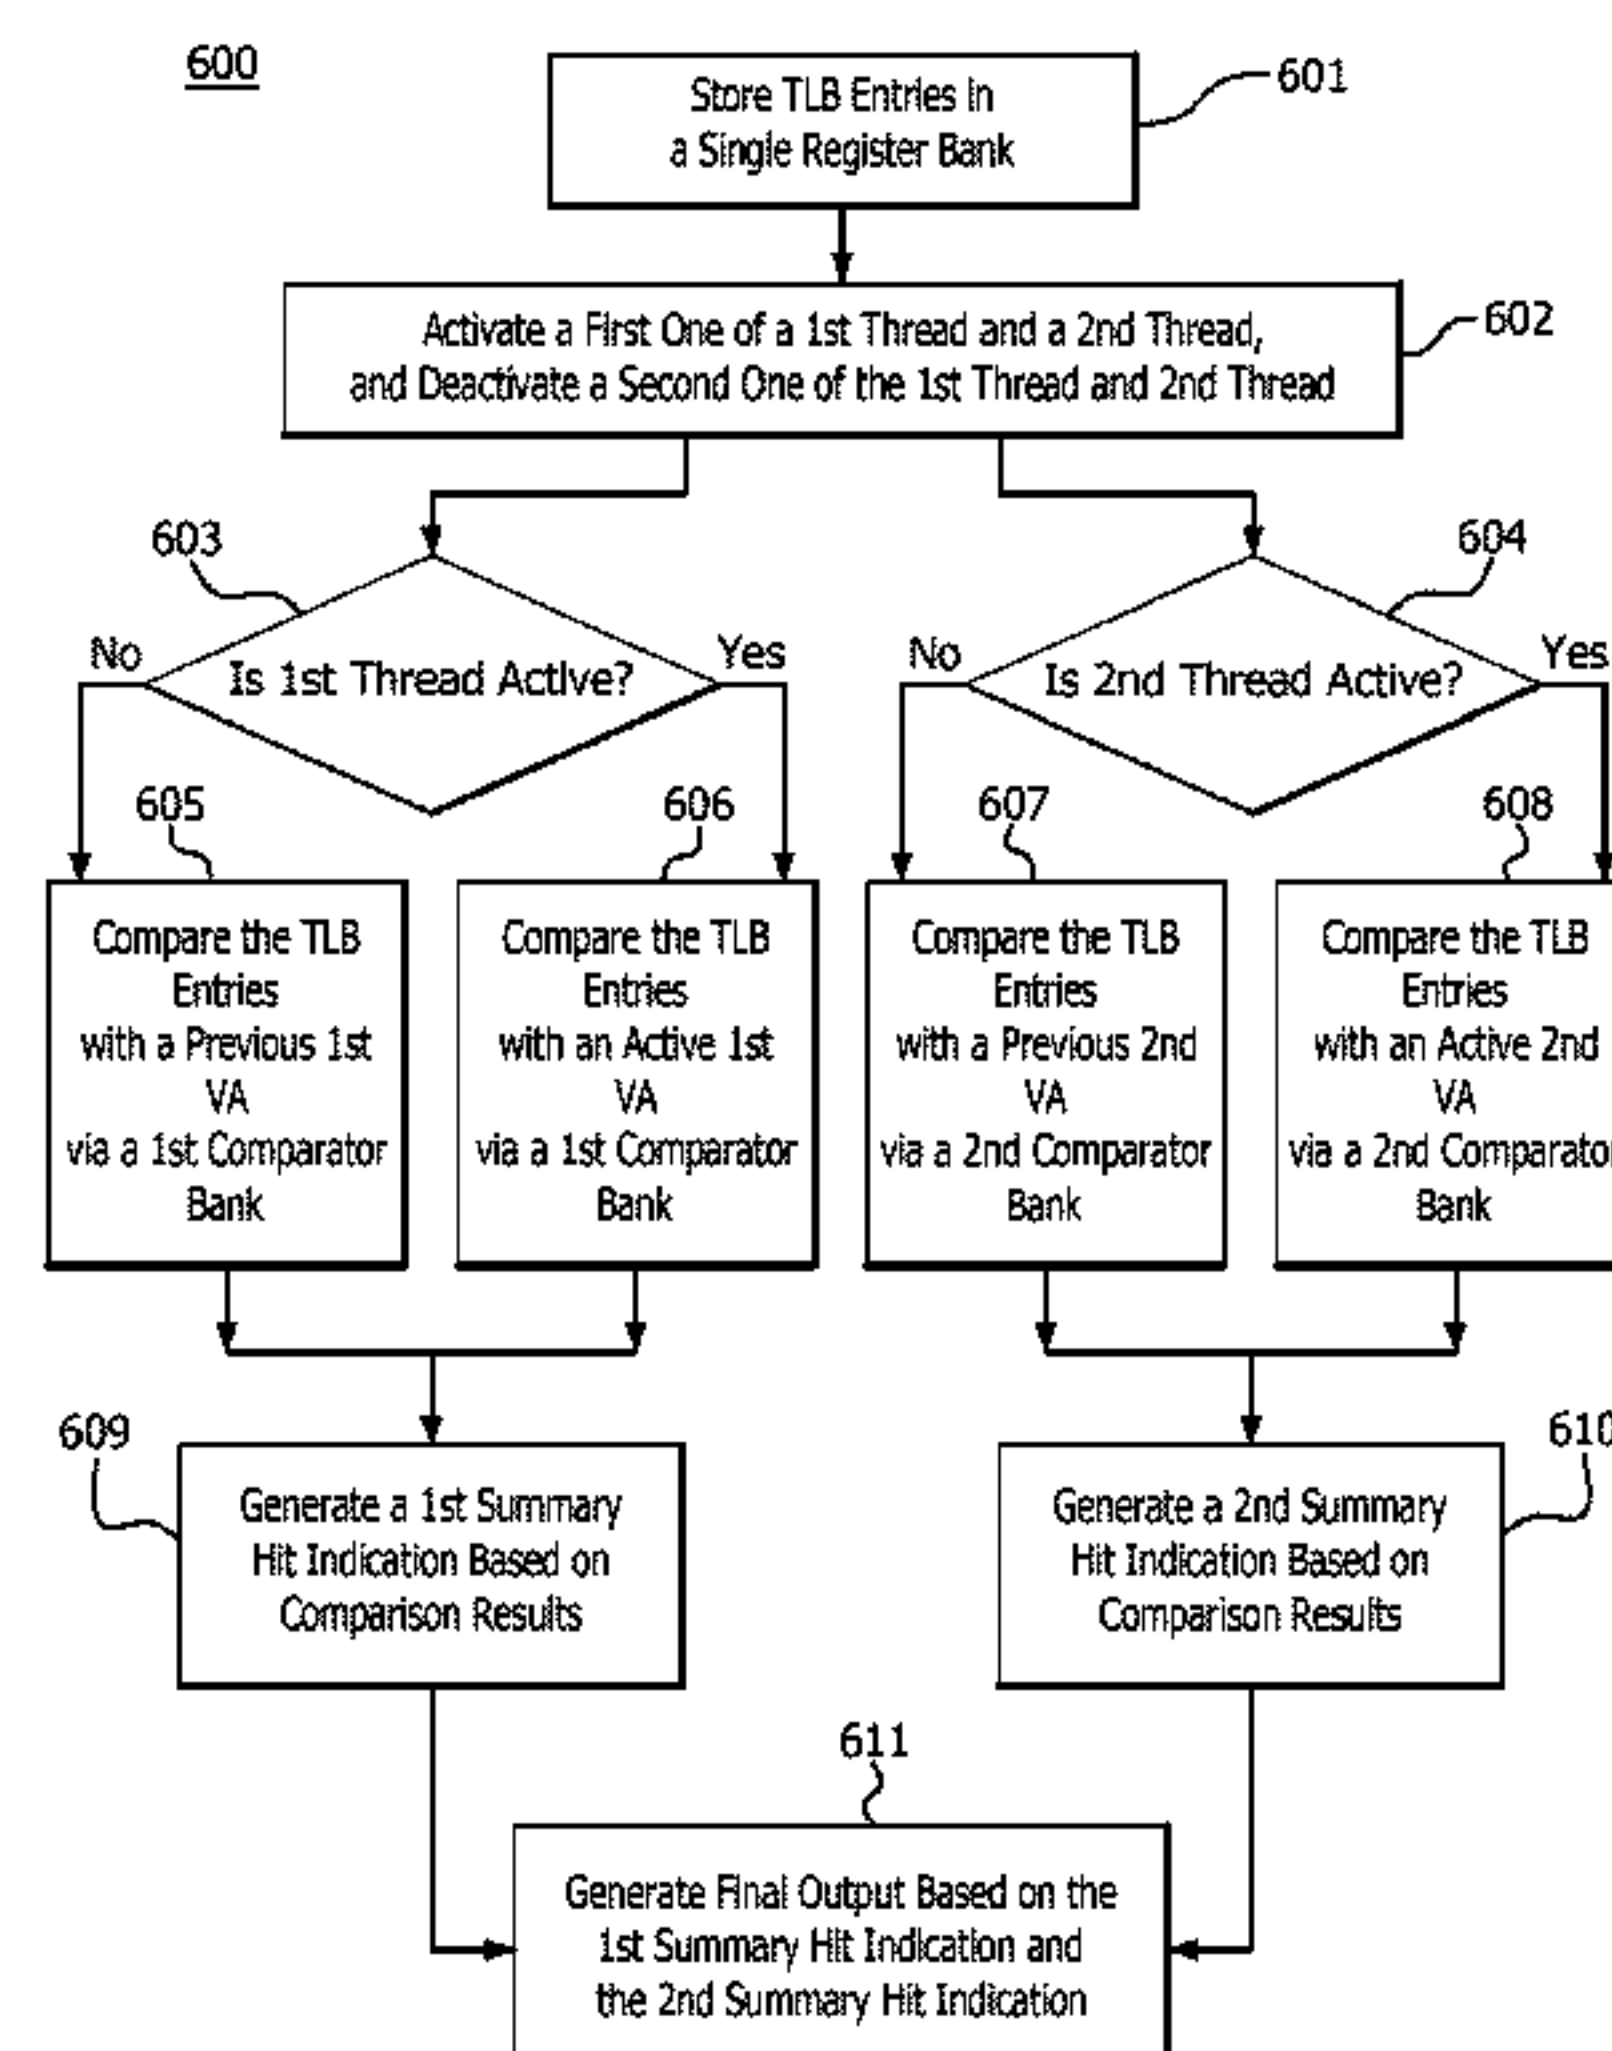 600
Store TLB Entries in
a Single Register Bank
601
Activate a First One of a 1st Thread and a 2nd Thread,
and Deactivate a Second One of the 1st Thread and 2nd Thread
602
603
604
No
Is 1st Thread Active?
Yes
No
Is 2nd Thread Active?
Yes
605
606
607
608
Compare the TLB
Entries
with a Previous 1st
VA
via a 1st Comparator
Bank
Compare the TLB
Entries
with an Active 1st
VA
via a 1st Comparator
Bank
Compare the TLB
Entries
with a Previous 2nd
VA
via a 2nd Comparator
Bank
Compare the TLB
Entries
with an Active 2nd
VA
via a 2nd Comparator
Bank
609
Generate a 1st Summary
Hit Indication Based on
Comparison Results
610
Generate a 2nd Summary
Hit Indication Based on
Comparison Results
611
Generate Final Output Based on the
1st Summary Hit Indication and
the 2nd Summary Hit Indication